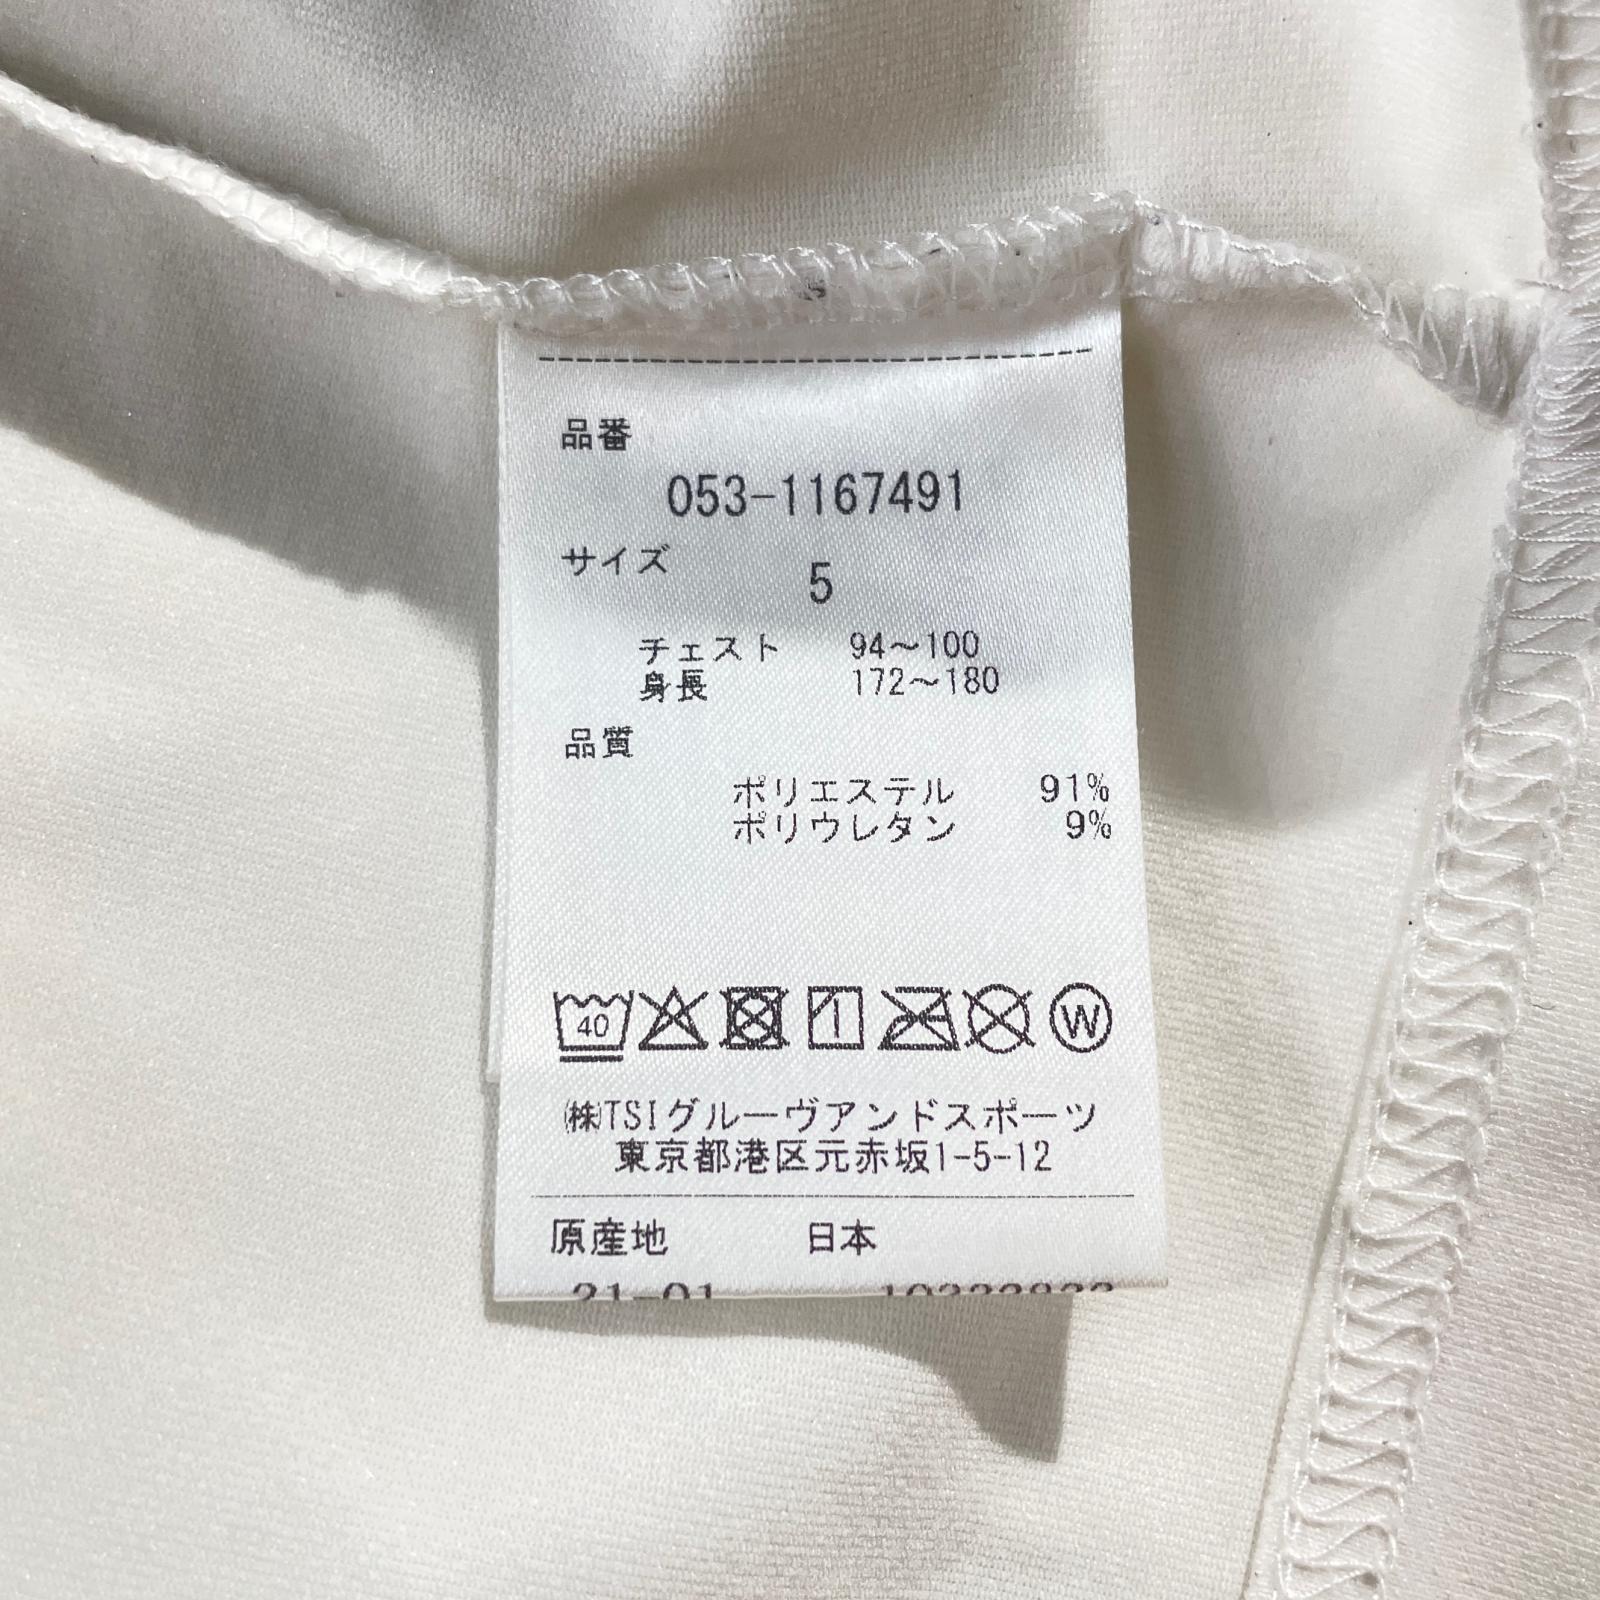 品番
053-1167491
サイズ 5
チェスト 94～100
身長 172～180
品質
ポリエステル 91%
ポリウレタン 9%
40 W
㈱TSIグルーヴアンドスポーツ
東京都港区元赤坂1-5-12
原産地 日本
21-01